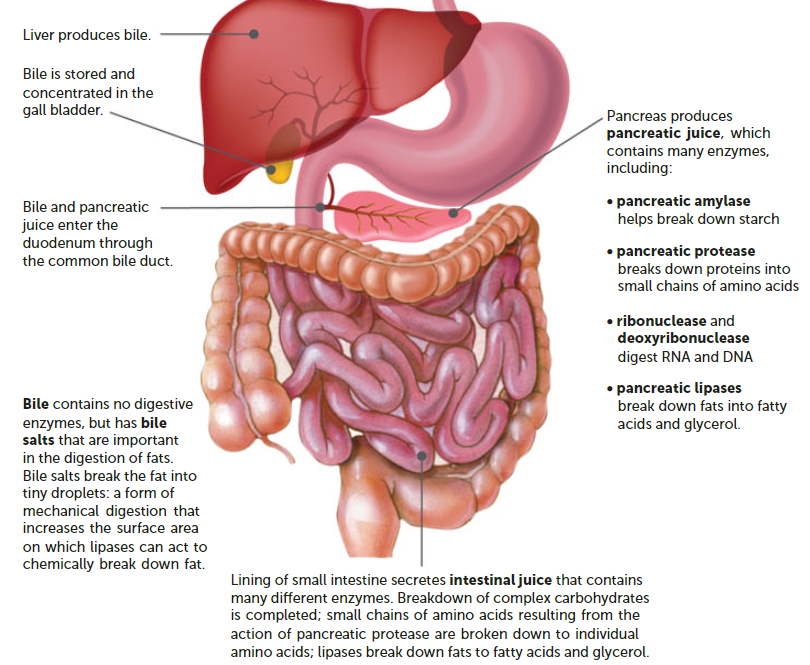 Liver produces bile.
Bile is stored and
concentrated in the
gall bladder.
Bile and pancreatic
juice enter the
duodenum through
the common bile duct.
Bile contains no digestive
enzymes, but has bile
salts that are important
in the digestion of fats.
Bile salts break the fat into
tiny droplets: a form of
mechanical digestion that
increases the surface area
on which lipases can act to
chemically break down fat.
Pancreas produces
pancreatic juice, which
contains many enzymes,
including:
• pancreatic amylase
helps break down starch
• pancreatic protease
breaks down proteins into
small chains of amino acids
• ribonuclease and
deoxyribonuclease
digest RNA and DNA
• pancreatic lipases
break down fats into fatty
acids and glycerol.
Lining of small intestine secretes intestinal juice that contains
many different enzymes. Breakdown of complex carbohydrates
is completed; small chains of amino acids resulting from the
action of pancreatic protease are broken down to individual
amino acids; lipases break down fats to fatty acids and glycerol.